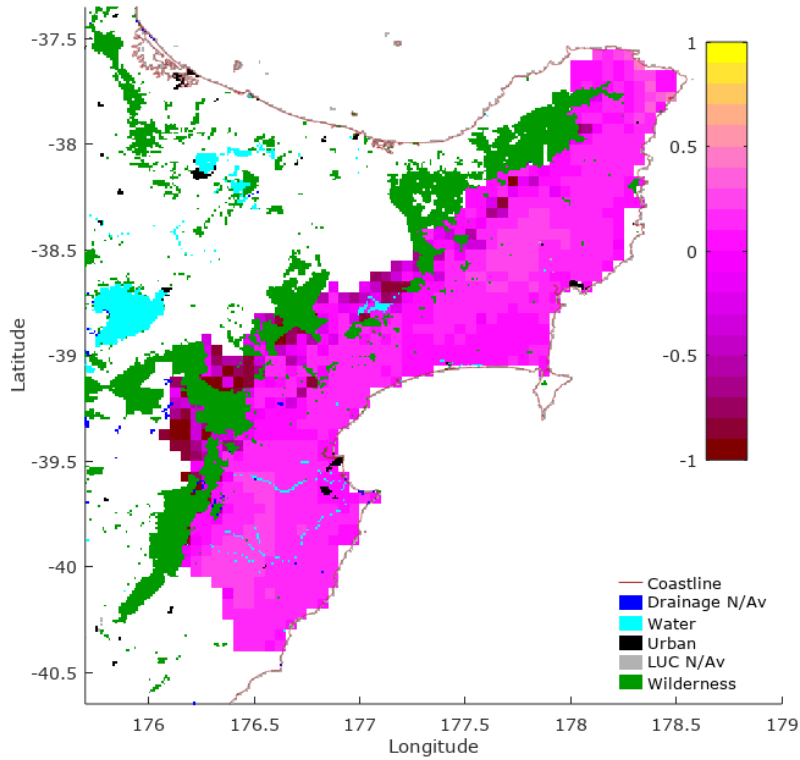 -37.5
-38
-38.5
-39
-39.5
-40
-40.5
Latitude
176
176.5
177
177.5
178
178.5
179
Longitude
1
0.5
0
-0.5
-1
Coastline
Drainage N/Av
Water
Urban
LUC N/Av
Wilderness